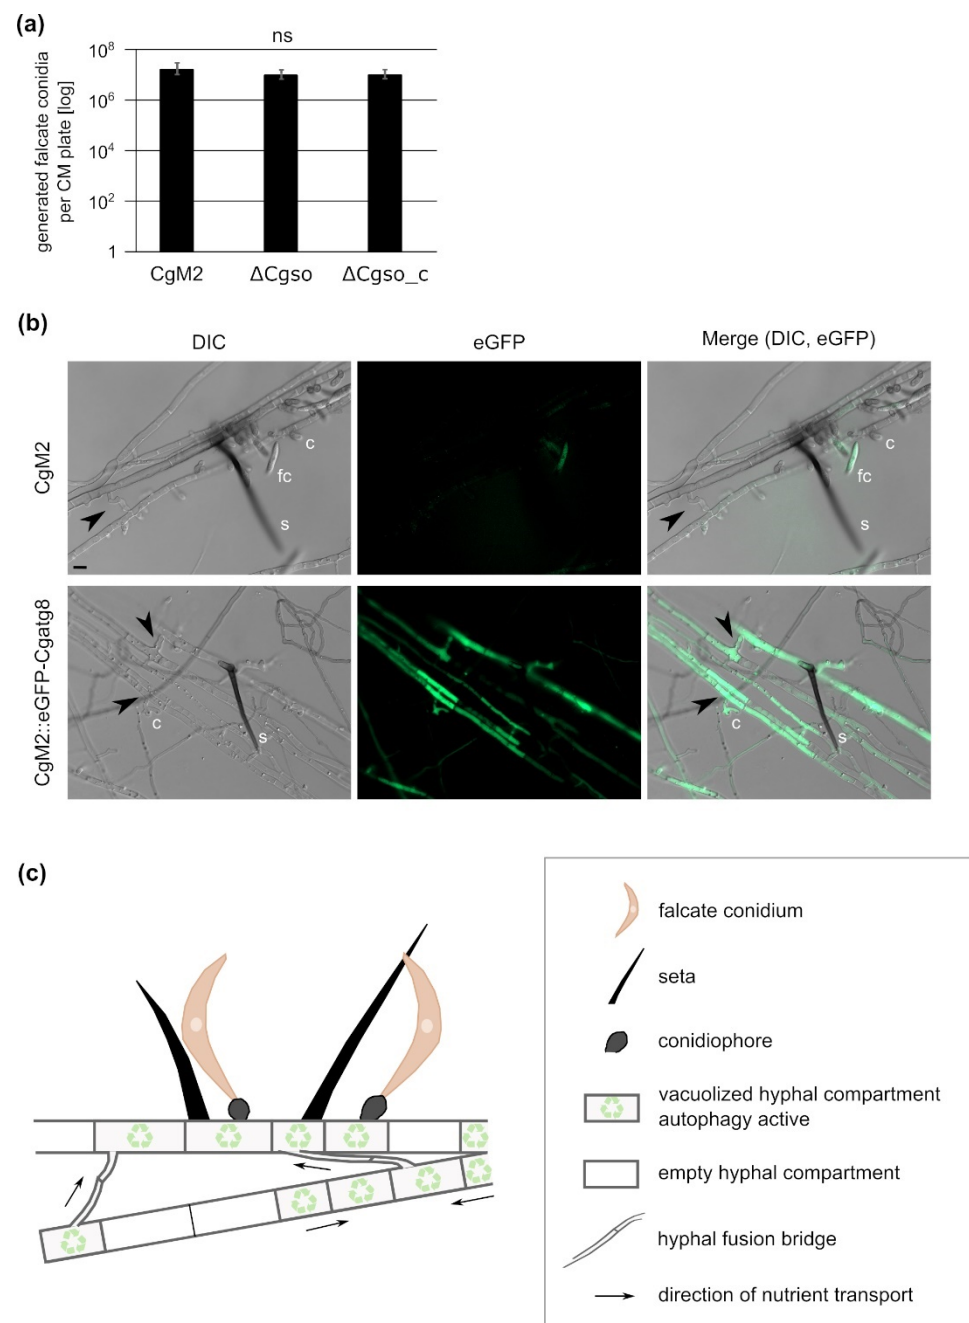 (a)
ns
generated falcate conidia
per CM plate [log]
10⁸
10⁶
10⁴
10²
1
CgM2
ΔCgso
ΔCgso_c
(b)
DIC
eGFP
Merge (DIC, eGFP)
CgM2
c
fc
s
c
fc
s
CgM2::eGFP-Cgatg8
c
s
c
s
(c)
falcate conidium
seta
conidiophore
vacuolized hyphal compartment
autophagy active
empty hyphal compartment
hyphal fusion bridge
direction of nutrient transport